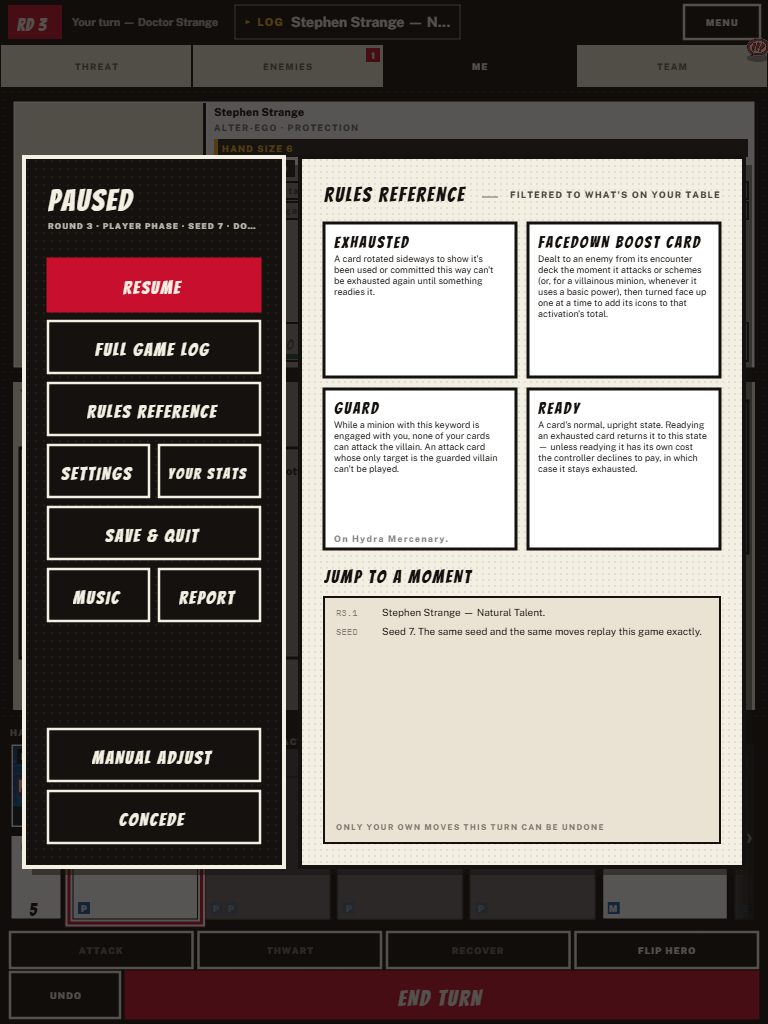 RD 3
Your turn — Doctor Strange
► LOG Stephen Strange — N...
MENU
THREAT
ENEMIES
1
ME
TEAM
Stephen Strange
ALTER-EGO · PROTECTION
HAND SIZE 6
PAUSED
ROUND 3 · PLAYER PHASE · SEED 7 · DO...
RESUME
FULL GAME LOG
RULES REFERENCE
SETTINGS
YOUR STATS
SAVE & QUIT
MUSIC
REPORT
MANUAL ADJUST
CONCEDE
RULES REFERENCE
FILTERED TO WHAT'S ON YOUR TABLE
EXHAUSTED
A card rotated sideways to show it's
been used or committed this way can't
be exhausted again until something
readies it.
FACEDOWN BOOST CARD
Dealt to an enemy from its encounter
deck the moment it attacks or schemes
(or, for a villainous minion, whenever it
uses a basic power), then turned face up
one at a time to add its icons to that
activation's total.
GUARD
While a minion with this keyword is
engaged with you, none of your cards
can attack the villain. An attack card
whose only target is the guarded villain
can't be played.
On Hydra Mercenary.
READY
A card's normal, upright state. Readying
an exhausted card returns it to this state
— unless readying it has its own cost
the controller declines to pay, in which
case it stays exhausted.
JUMP TO A MOMENT
R3.1 Stephen Strange — Natural Talent.
SEED Seed 7. The same seed and the same moves replay this game exactly.
ONLY YOUR OWN MOVES THIS TURN CAN BE UNDONE
5
P
P P
P
P
M
ATTACK
THWART
RECOVER
FLIP HERO
UNDO
END TURN